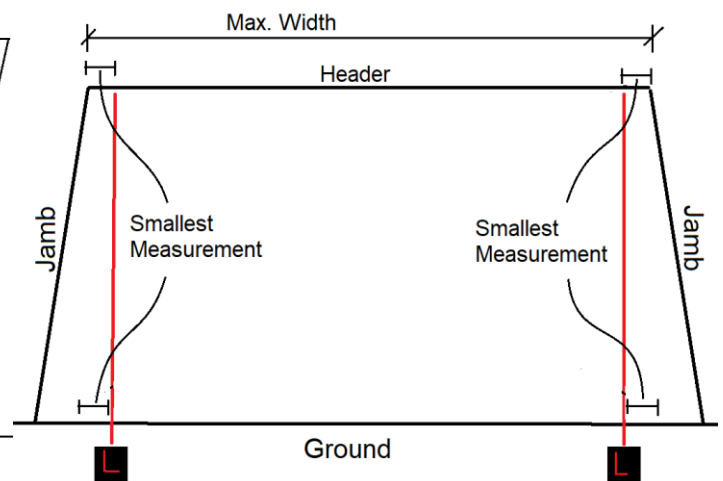 Max. Width
Header
Jamb
Smallest
Measurement
Smallest
Measurement
Jamb
Ground
L
L